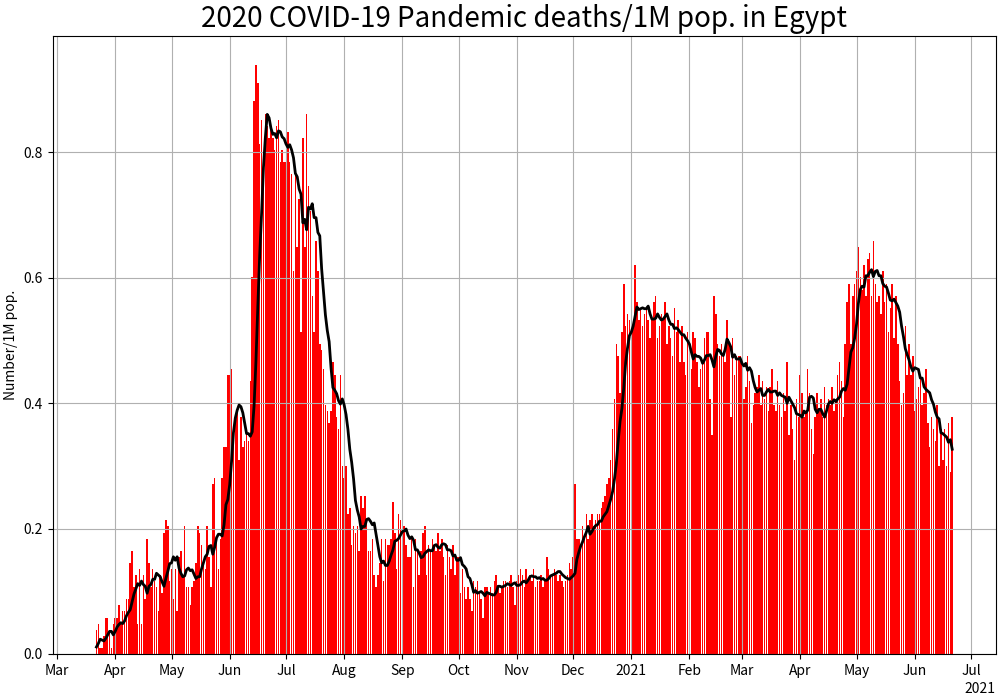 2020 COVID-19 Pandemic deaths/1M pop. in Egypt
Number/1M pop.
0.8
0.6
0.4
0.2
0.0
Mar Apr May Jun Jul Aug Sep Oct Nov Dec 2021 Feb Mar Apr May Jun Jul
2021